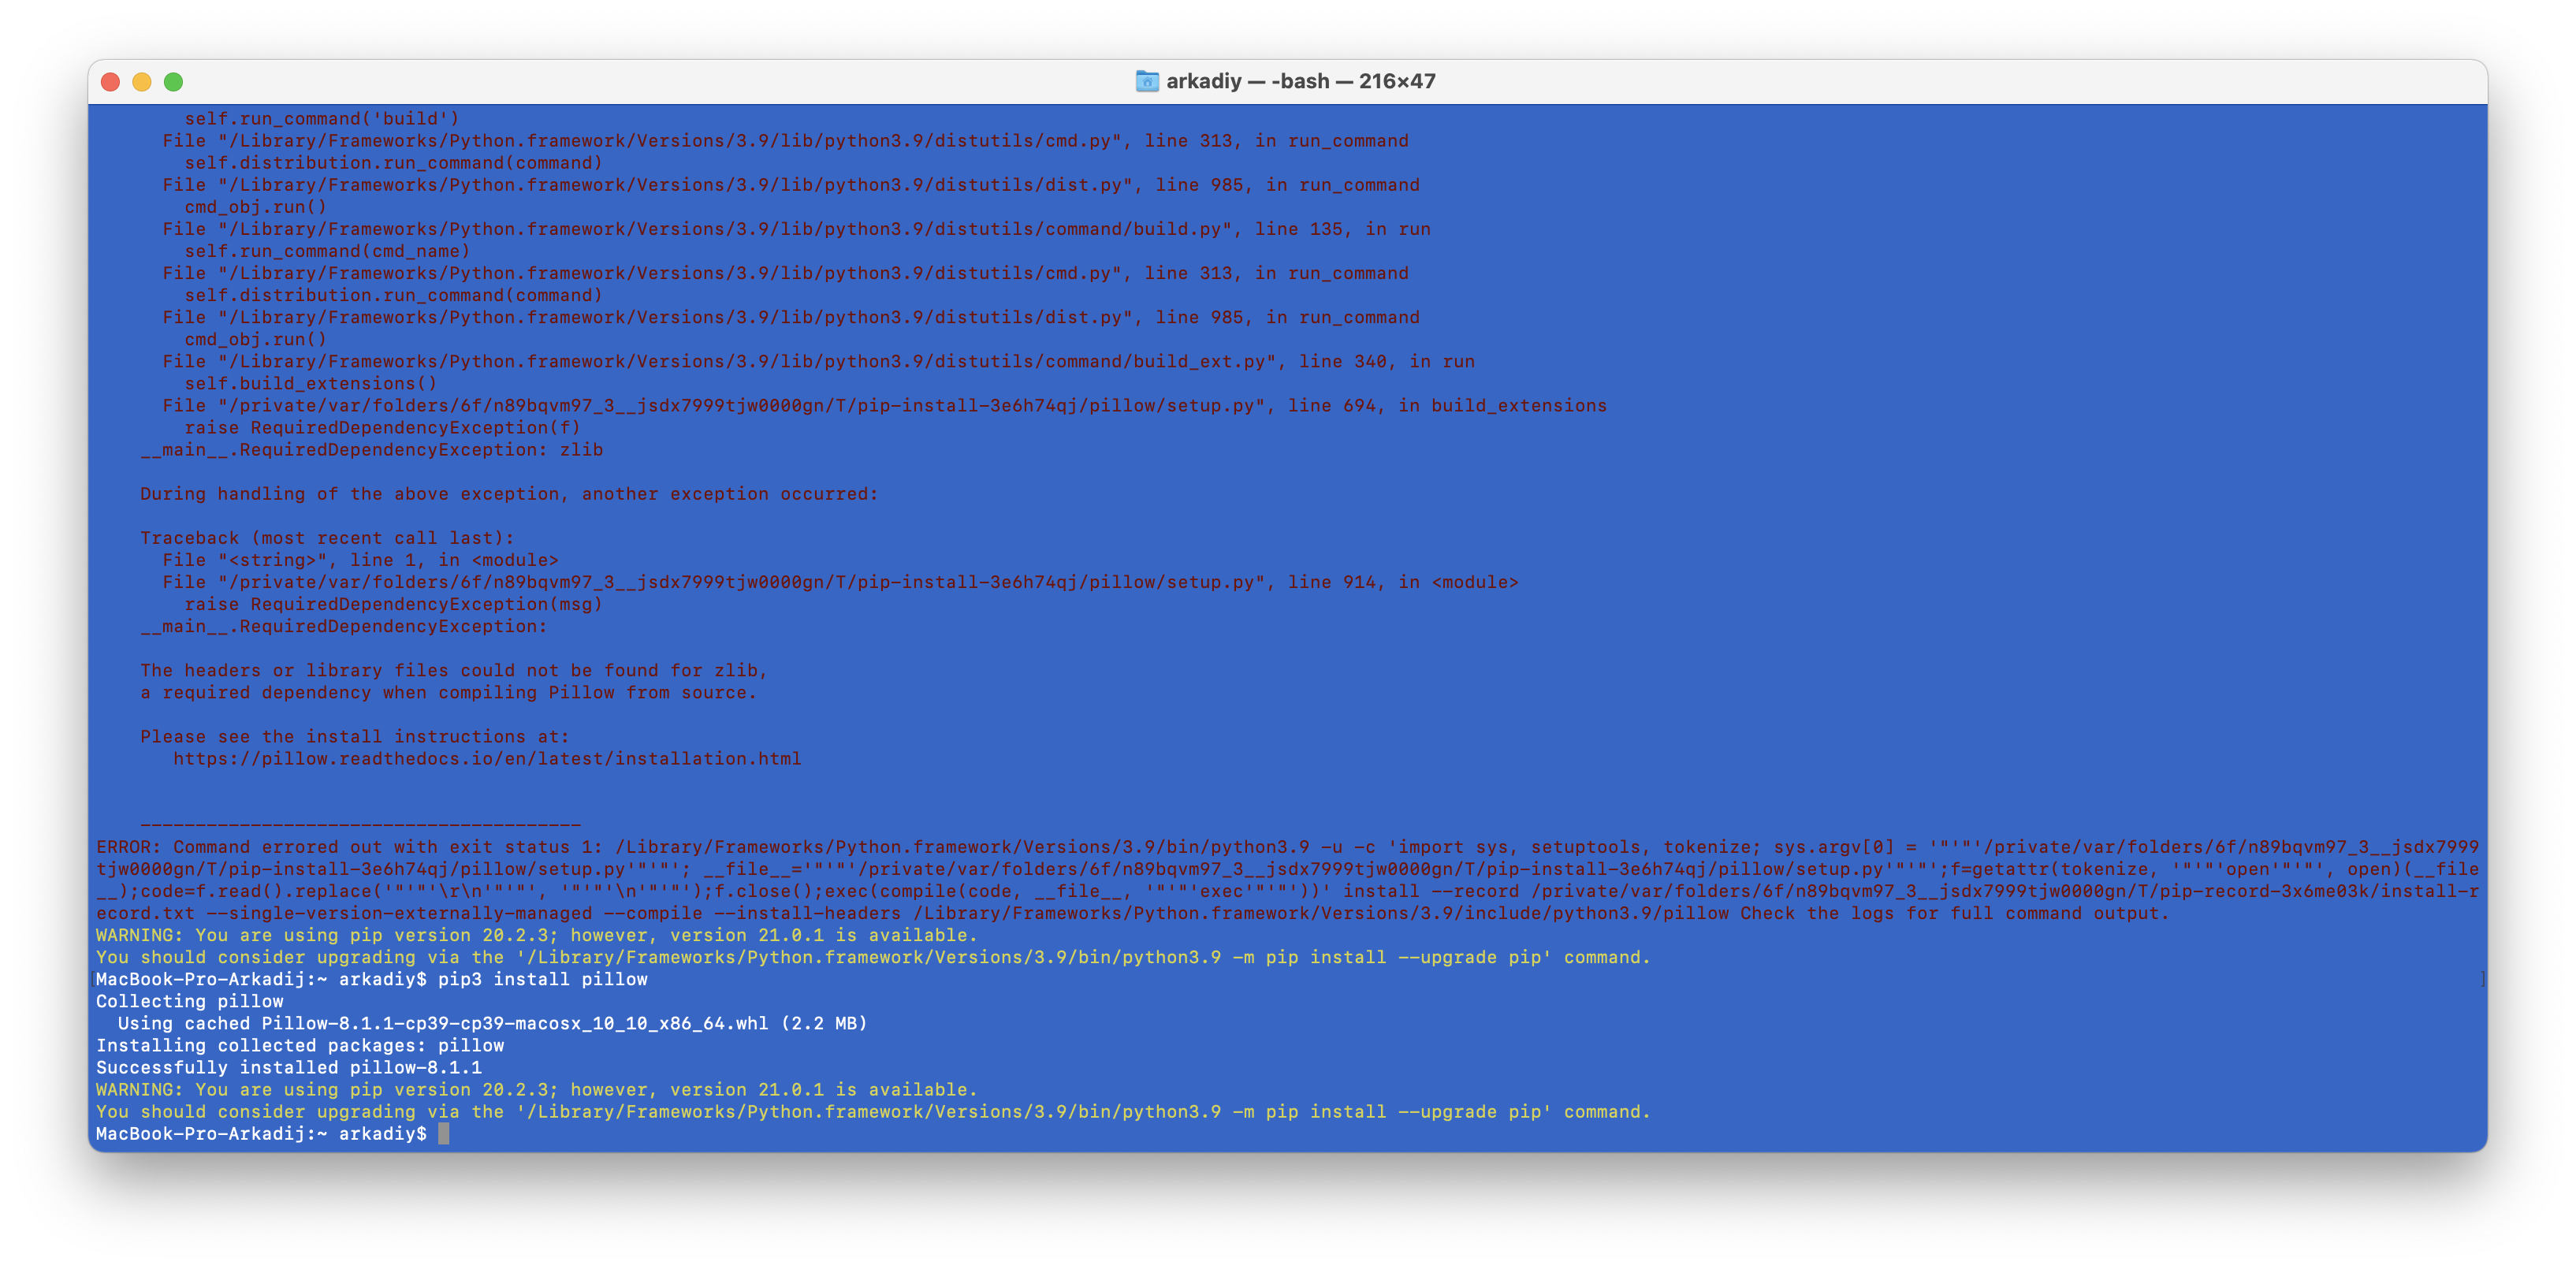 arkadiy — -bash — 216×47
self.run_command('build')
File "/Library/Frameworks/Python.framework/Versions/3.9/lib/python3.9/distutils/cmd.py", line 313, in run_command
self.distribution.run_command(command)
File "/Library/Frameworks/Python.framework/Versions/3.9/lib/python3.9/distutils/dist.py", line 985, in run_command
cmd_obj.run()
File "/Library/Frameworks/Python.framework/Versions/3.9/lib/python3.9/distutils/command/build.py", line 135, in run
self.run_command(cmd_name)
File "/Library/Frameworks/Python.framework/Versions/3.9/lib/python3.9/distutils/cmd.py", line 313, in run_command
self.distribution.run_command(command)
File "/Library/Frameworks/Python.framework/Versions/3.9/lib/python3.9/distutils/dist.py", line 985, in run_command
cmd_obj.run()
File "/Library/Frameworks/Python.framework/Versions/3.9/lib/python3.9/distutils/command/build_ext.py", line 340, in run
self.build_extensions()
File "/private/var/folders/6f/n89bqvm97_3__jsdx7999tjw0000gn/T/pip-install-3e6h74qj/pillow/setup.py", line 694, in build_extensions
raise RequiredDependencyException(f)
__main__.RequiredDependencyException: zlib
During handling of the above exception, another exception occurred:
Traceback (most recent call last):
File "<string>", line 1, in <module>
File "/private/var/folders/6f/n89bqvm97_3__jsdx7999tjw0000gn/T/pip-install-3e6h74qj/pillow/setup.py", line 914, in <module>
raise RequiredDependencyException(msg)
__main__.RequiredDependencyException:
The headers or library files could not be found for zlib,
a required dependency when compiling Pillow from source.
Please see the install instructions at:
https://pillow.readthedocs.io/en/latest/installation.html
----------------------------------------
ERROR: Command errored out with exit status 1: /Library/Frameworks/Python.framework/Versions/3.9/bin/python3.9 -u -c 'import sys, setuptools, tokenize; sys.argv[0] = '"'"'/private/var/folders/6f/n89bqvm97_3__jsdx7999
tjw0000gn/T/pip-install-3e6h74qj/pillow/setup.py'"'"'; __file__='"'"'/private/var/folders/6f/n89bqvm97_3__jsdx7999tjw0000gn/T/pip-install-3e6h74qj/pillow/setup.py'"'"';f=getattr(tokenize, '"'"'open'"'"', open)(__file
__);code=f.read().replace('"'"'\r\n'"'"', '"'"'\n'"'"');f.close();exec(compile(code, __file__, '"'"'exec'"'"'))' install --record /private/var/folders/6f/n89bqvm97_3__jsdx7999tjw0000gn/T/pip-record-3x6me03k/install-r
ecord.txt --single-version-externally-managed --compile --install-headers /Library/Frameworks/Python.framework/Versions/3.9/include/python3.9/pillow Check the logs for full command output.
WARNING: You are using pip version 20.2.3; however, version 21.0.1 is available.
You should consider upgrading via the '/Library/Frameworks/Python.framework/Versions/3.9/bin/python3.9 -m pip install --upgrade pip' command.
[MacBook-Pro-Arkadij:~ arkadiy$ pip3 install pillow ]
Collecting pillow
Using cached Pillow-8.1.1-cp39-cp39-macosx_10_10_x86_64.whl (2.2 MB)
Installing collected packages: pillow
Successfully installed pillow-8.1.1
WARNING: You are using pip version 20.2.3; however, version 21.0.1 is available.
You should consider upgrading via the '/Library/Frameworks/Python.framework/Versions/3.9/bin/python3.9 -m pip install --upgrade pip' command.
MacBook-Pro-Arkadij:~ arkadiy$